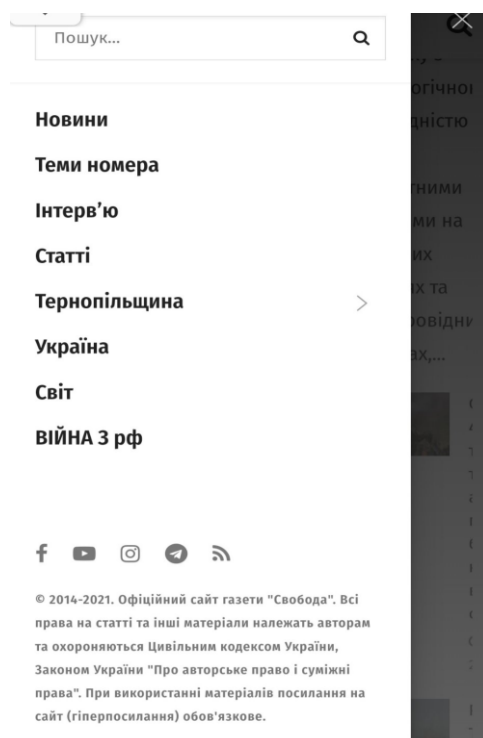 Пошук...
Новини
Теми номера
Інтерв’ю
Статті
Тернопільщина
Україна
Світ
ВІЙНА З рф
© 2014-2021. Офіційний сайт газети "Свобода". Всі
права на статті та інші матеріали належать авторам
та охороняються Цивільним кодексом України,
Законом України "Про авторське право і суміжні
права". При використанні матеріалів посилання на
сайт (гіперпосилання) обов'язкове.